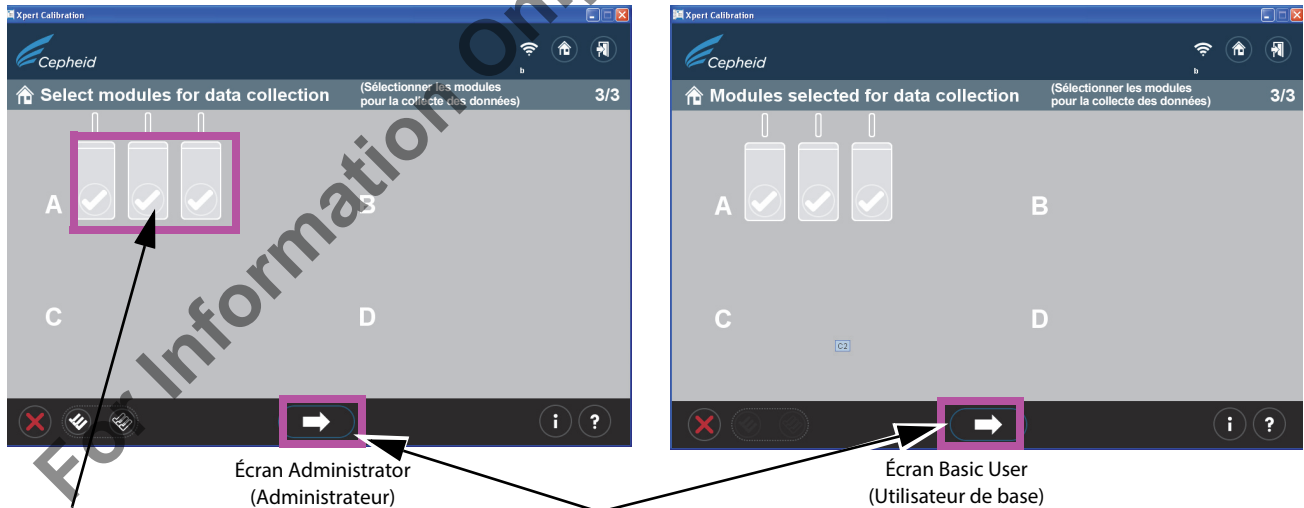 Xpert Calibration
Cepheid
b
Select modules for data collection
(Sélectionner les modules
pour la collecte des données)
3/3
A
B
C
D
i
?
Écran Administrator
(Administrateur)
Xpert Calibration
Cepheid
b
Modules selected for data collection
(Sélectionner les modules
pour la collecte des données)
3/3
A
B
C
D
C2
i
?
Écran Basic User
(Utilisateur de base)
For Information On